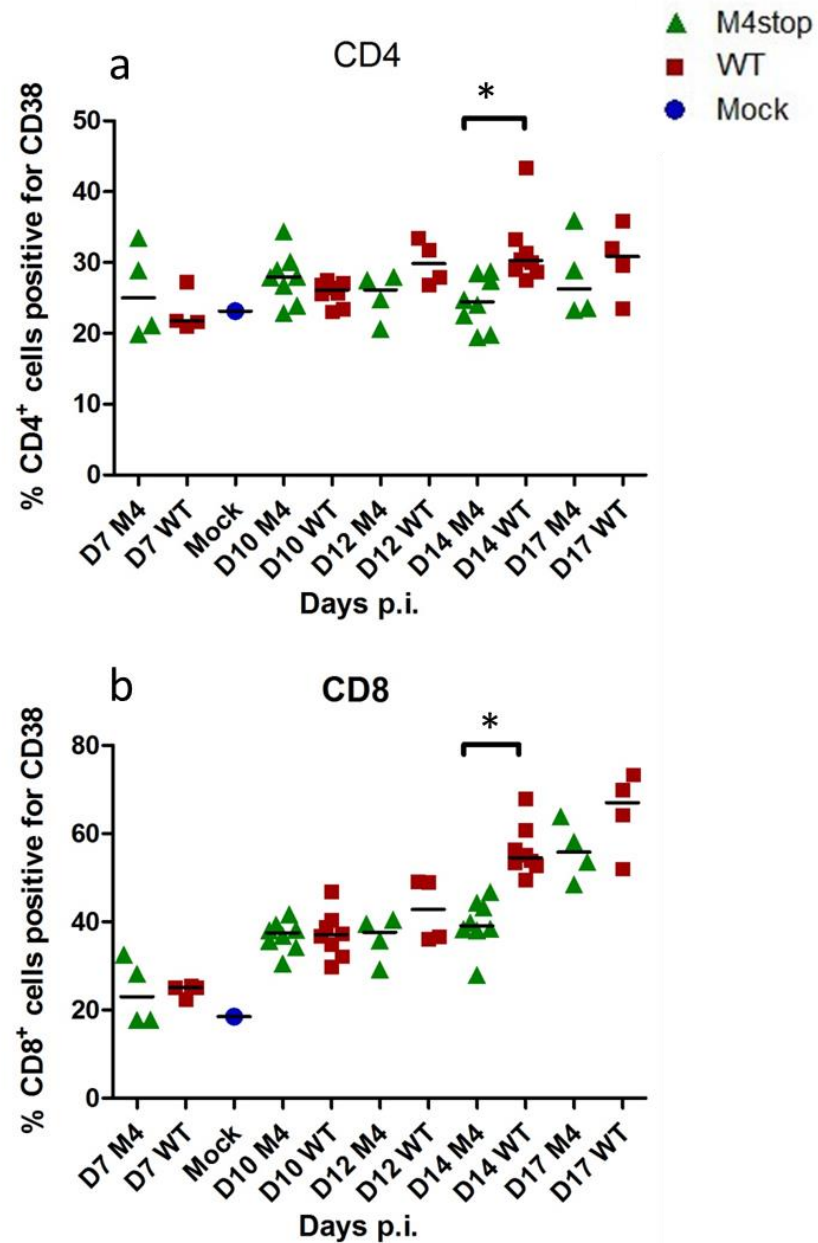 M4stop
WT
Mock
a
CD4
*
% CD4⁺ cells positive for CD38
50
40
30
20
10
0
D7 M4
D7 WT
Mock
D10 M4
D10 WT
D12 M4
D12 WT
D14 M4
D14 WT
D17 M4
D17 WT
Days p.i.
b
CD8
*
% CD8⁺ cells positive for CD38
80
60
40
20
0
D7 M4
D7 WT
Mock
D10 M4
D10 WT
D12 M4
D12 WT
D14 M4
D14 WT
D17 M4
D17 WT
Days p.i.